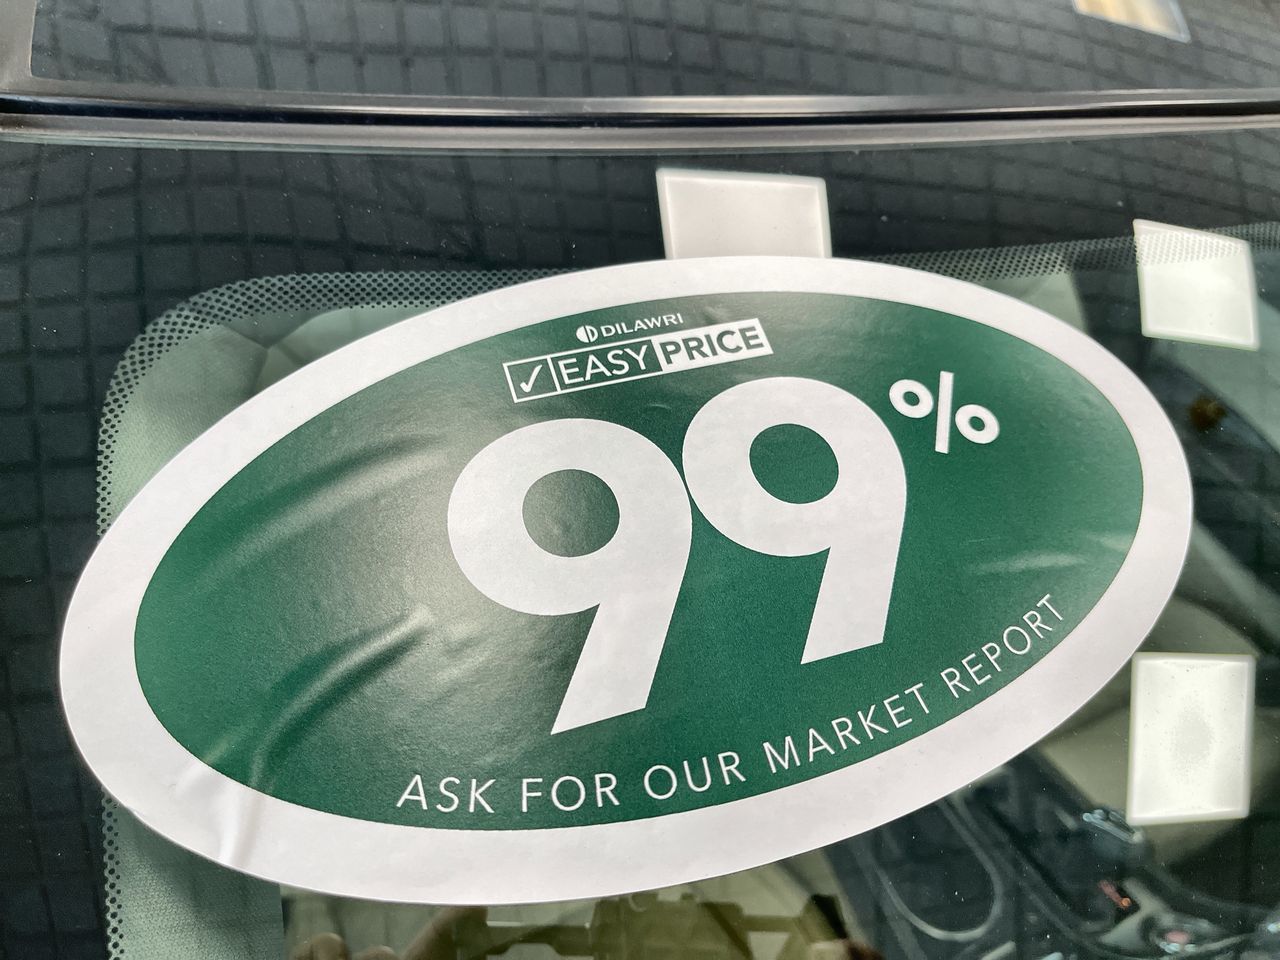 DILAWRI
✓ EASY PRICE
99%
ASK FOR OUR MARKET REPORT